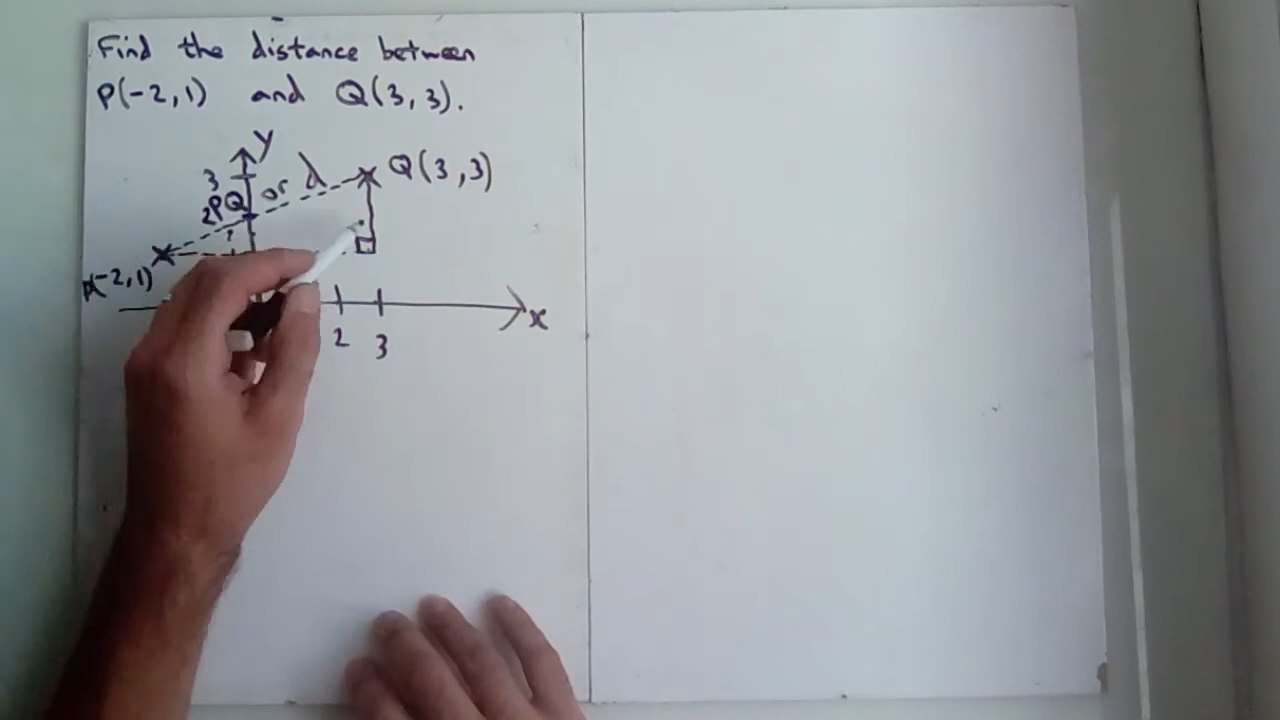 Find the distance between
P(-2,1) and Q(3,3).
y
3
PQ or d
Q(3,3)
2
1
P(-2,1)
x
2 3